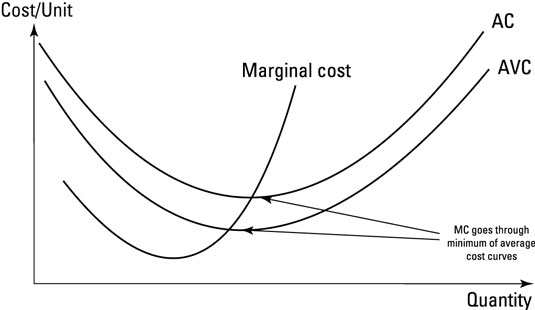 Cost/Unit
AC
AVC
Marginal cost
MC goes through
minimum of average
cost curves
Quantity